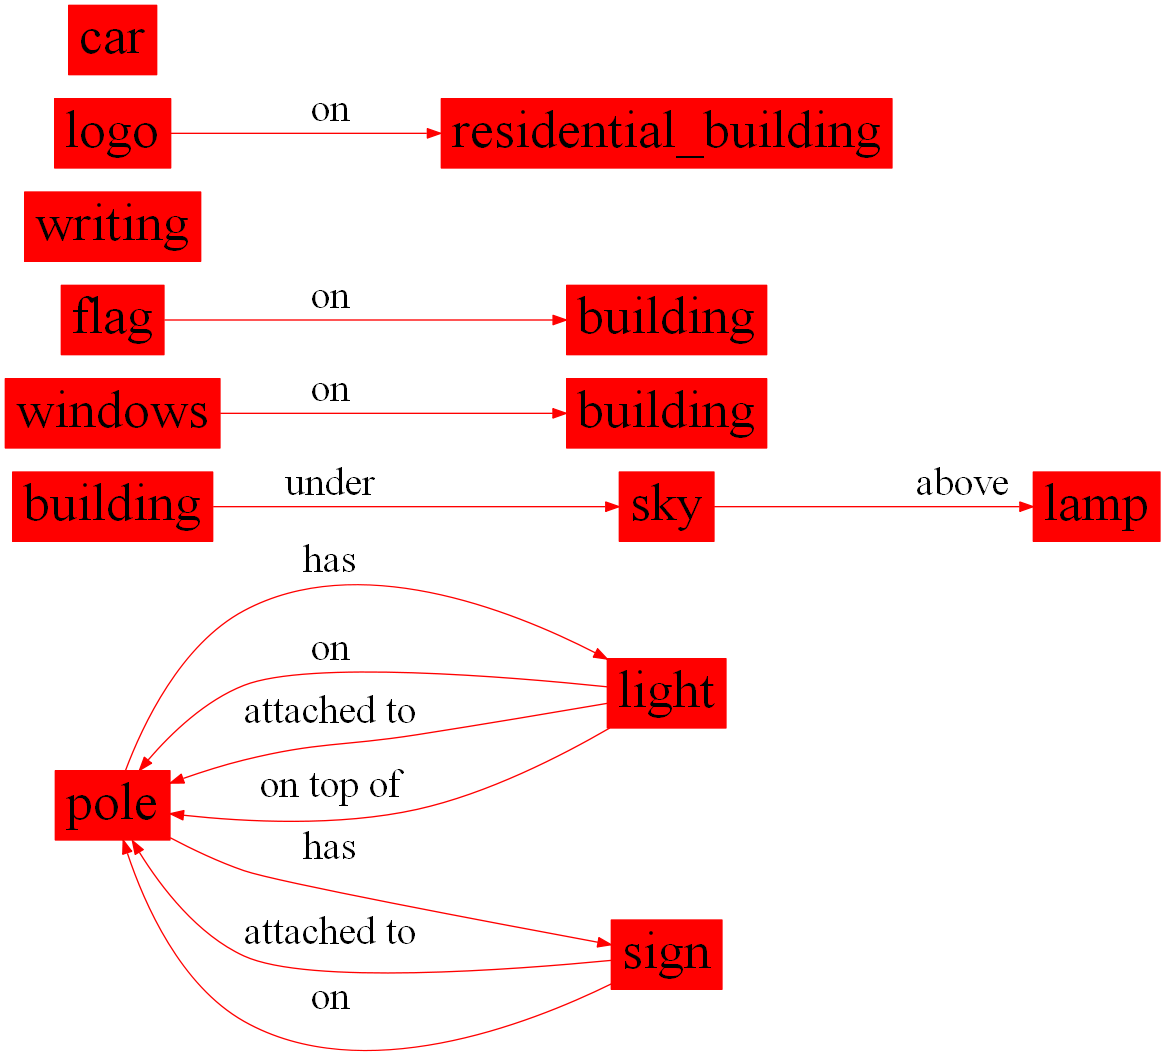 car
logo on residential_building
writing
flag on building
windows on building
building under sky above lamp
has
on
light
attached to
on top of
pole
has
attached to
sign
on